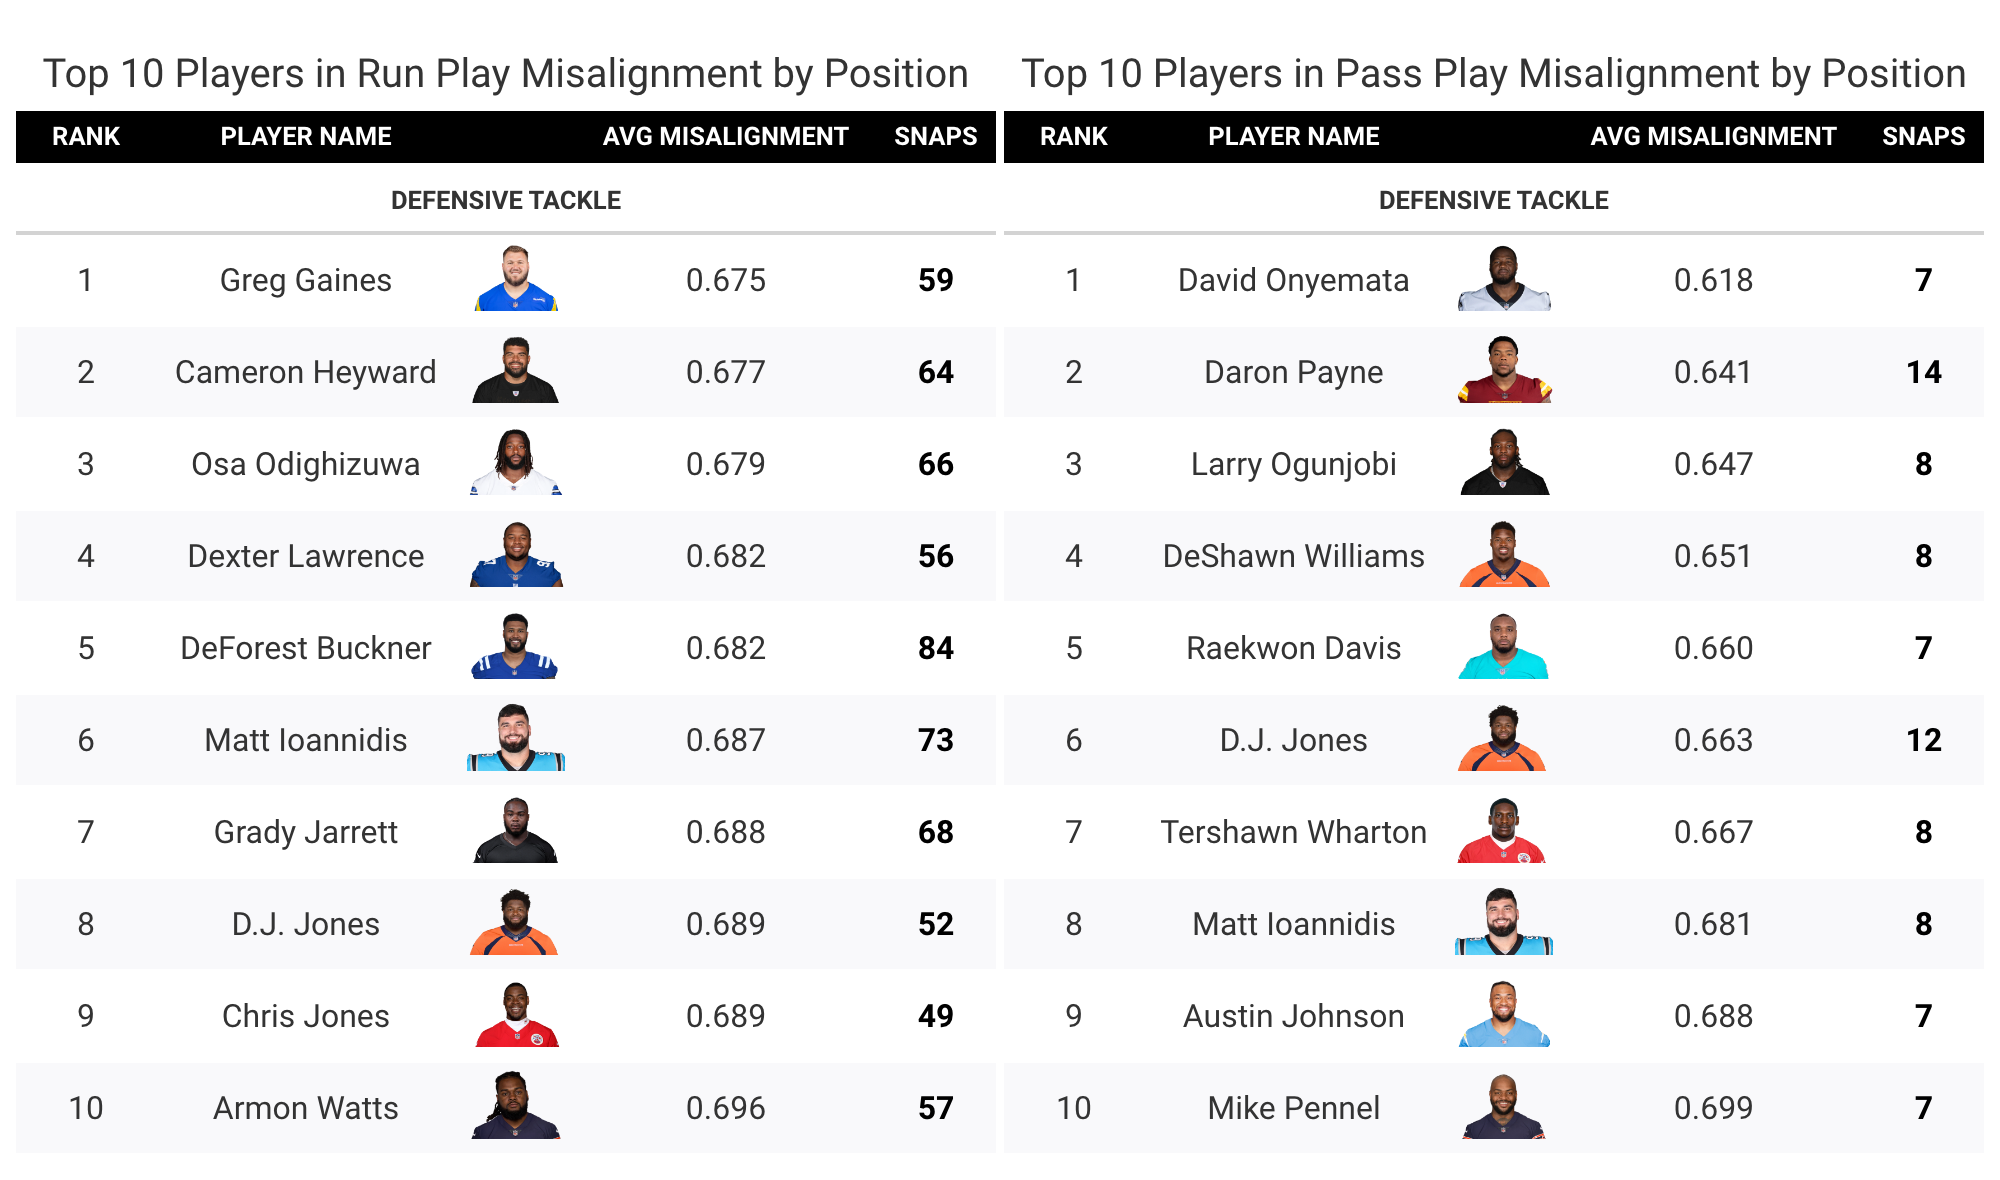 Top 10 Players in Run Play Misalignment by Position
RANK PLAYER NAME AVG MISALIGNMENT SNAPS
DEFENSIVE TACKLE
1 Greg Gaines 0.675 59
2 Cameron Heyward 0.677 64
3 Osa Odighizuwa 0.679 66
4 Dexter Lawrence 0.682 56
5 DeForest Buckner 0.682 84
6 Matt Ioannidis 0.687 73
7 Grady Jarrett 0.688 68
8 D.J. Jones 0.689 52
9 Chris Jones 0.689 49
10 Armon Watts 0.696 57
Top 10 Players in Pass Play Misalignment by Position
RANK PLAYER NAME AVG MISALIGNMENT SNAPS
DEFENSIVE TACKLE
1 David Onyemata 0.618 7
2 Daron Payne 0.641 14
3 Larry Ogunjobi 0.647 8
4 DeShawn Williams 0.651 8
5 Raekwon Davis 0.660 7
6 D.J. Jones 0.663 12
7 Tershawn Wharton 0.667 8
8 Matt Ioannidis 0.681 8
9 Austin Johnson 0.688 7
10 Mike Pennel 0.699 7